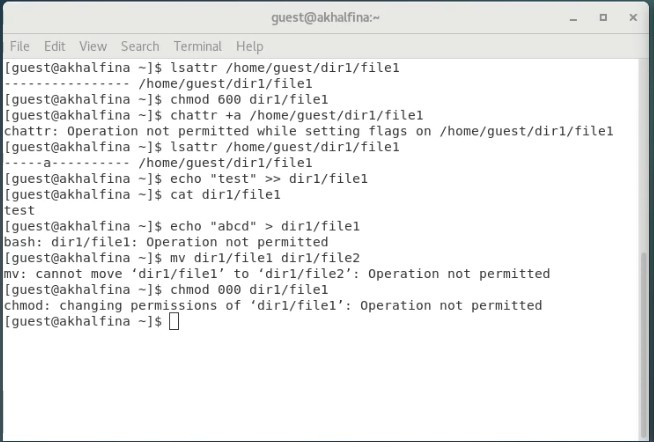 guest@akhalfina:~
File Edit View Search Terminal Help
[guest@akhalfina ~]$ lsattr /home/guest/dir1/file1
---------------- /home/guest/dir1/file1
[guest@akhalfina ~]$ chmod 600 dir1/file1
[guest@akhalfina ~]$ chattr +a /home/guest/dir1/file1
chattr: Operation not permitted while setting flags on /home/guest/dir1/file1
[guest@akhalfina ~]$ lsattr /home/guest/dir1/file1
-----a---------- /home/guest/dir1/file1
[guest@akhalfina ~]$ echo "test" >> dir1/file1
[guest@akhalfina ~]$ cat dir1/file1
test
[guest@akhalfina ~]$ echo "abcd" > dir1/file1
bash: dir1/file1: Operation not permitted
[guest@akhalfina ~]$ mv dir1/file1 dir1/file2
mv: cannot move ‘dir1/file1’ to ‘dir1/file2’: Operation not permitted
[guest@akhalfina ~]$ chmod 000 dir1/file1
chmod: changing permissions of ‘dir1/file1’: Operation not permitted
[guest@akhalfina ~]$